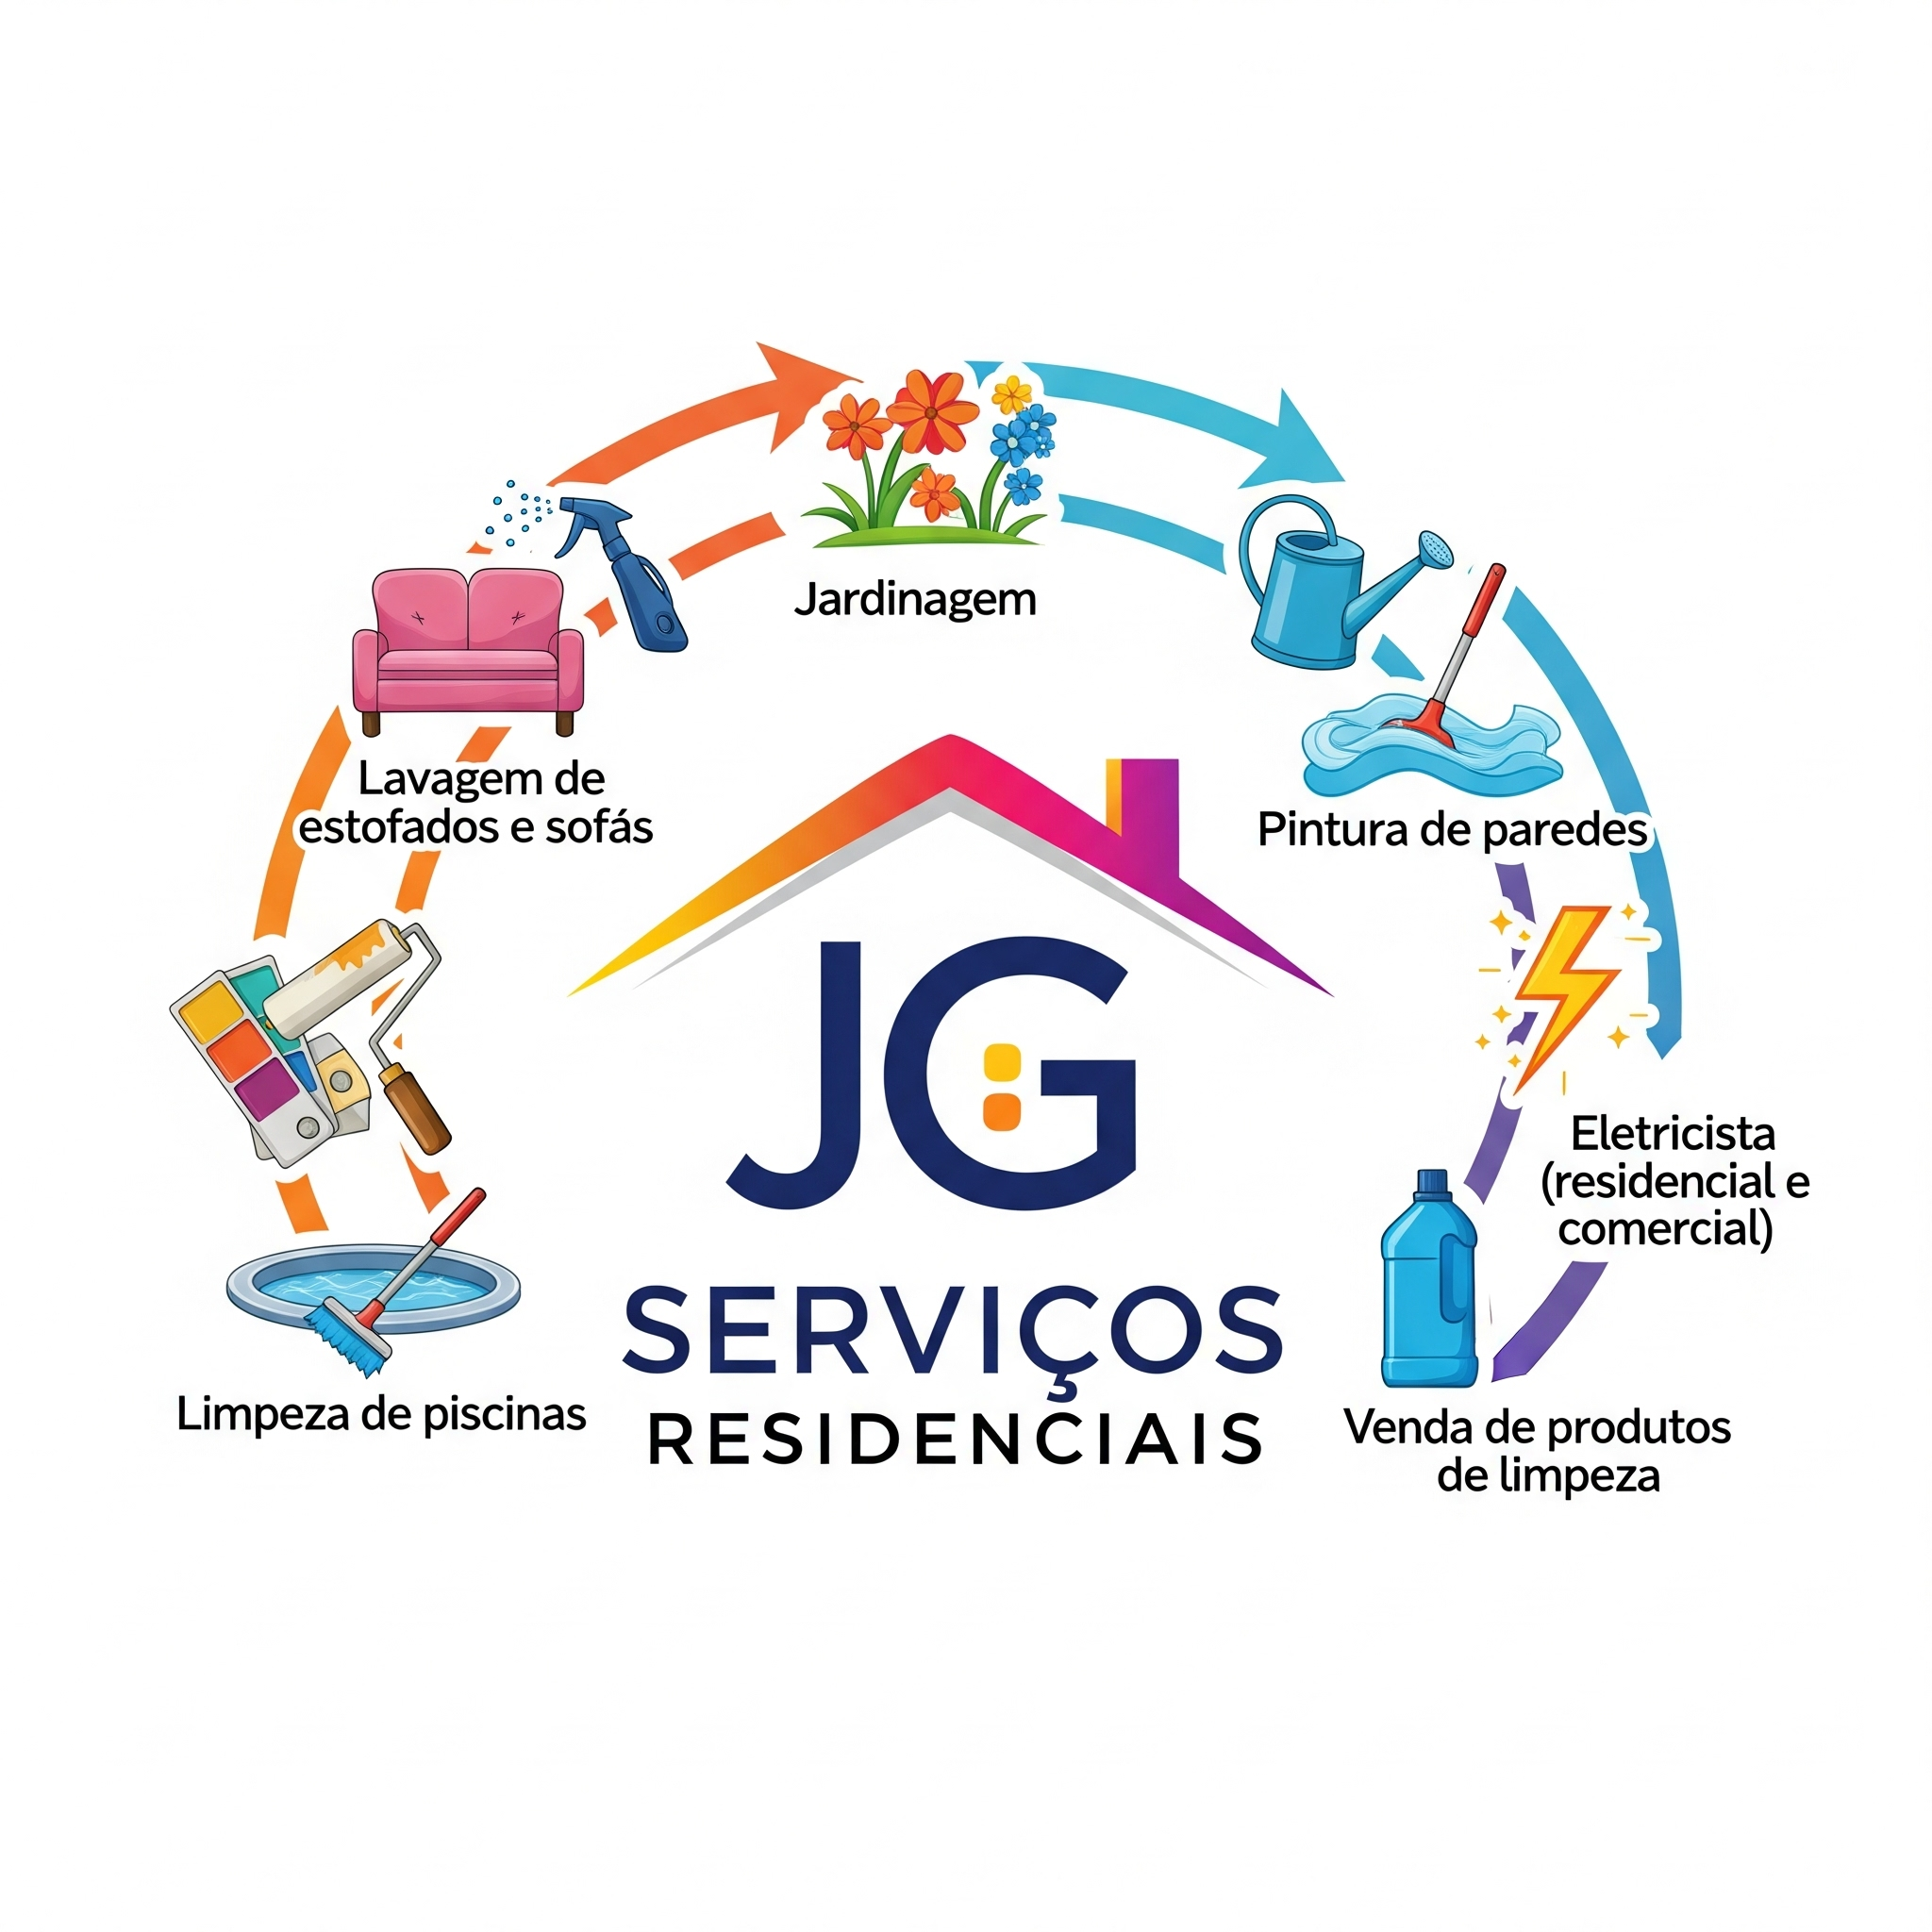 Jardinagem
Lavagem de
estofados e sofás
Pintura de paredes
JG
Eletricista
(residencial e
comercial)
SERVIÇOS
RESIDENCIAIS
Limpeza de piscinas
Venda de produtos
de limpeza